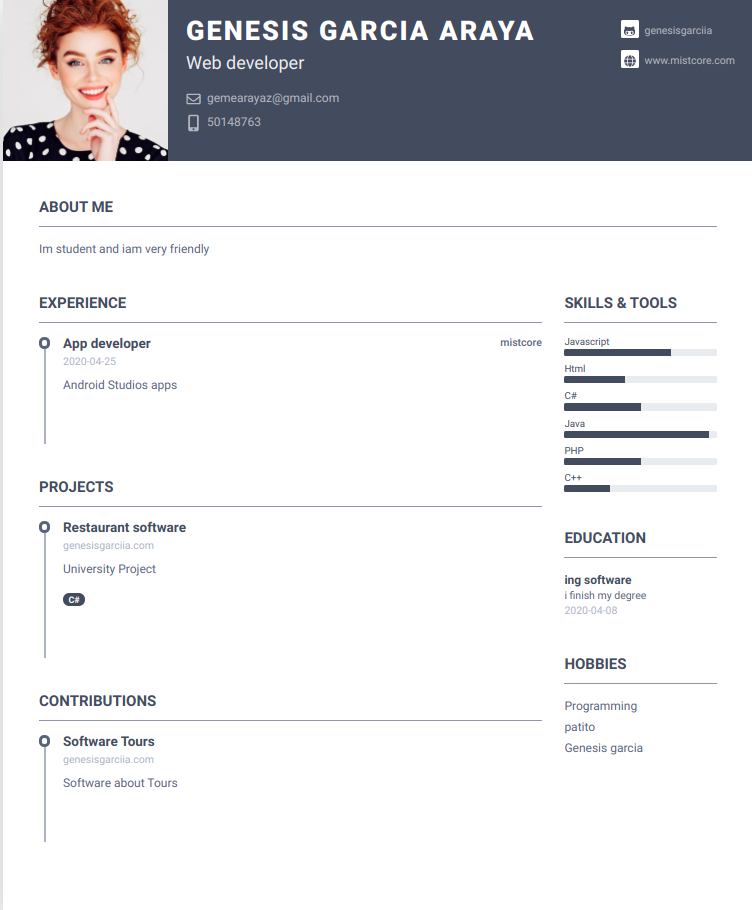 GENESIS GARCIA ARAYA
Web developer
gemearayaz@gmail.com
50148763
genesisgarciia
www.mistcore.com
ABOUT ME
Im student and iam very friendly
EXPERIENCE
App developer
mistcore
2020-04-25
Android Studios apps
PROJECTS
Restaurant software
genesisgarciia.com
University Project
C#
CONTRIBUTIONS
Software Tours
genesisgarciia.com
Software about Tours
SKILLS & TOOLS
Javascript
Html
C#
Java
PHP
C++
EDUCATION
ing software
i finish my degree
2020-04-08
HOBBIES
Programming
patito
Genesis garcia